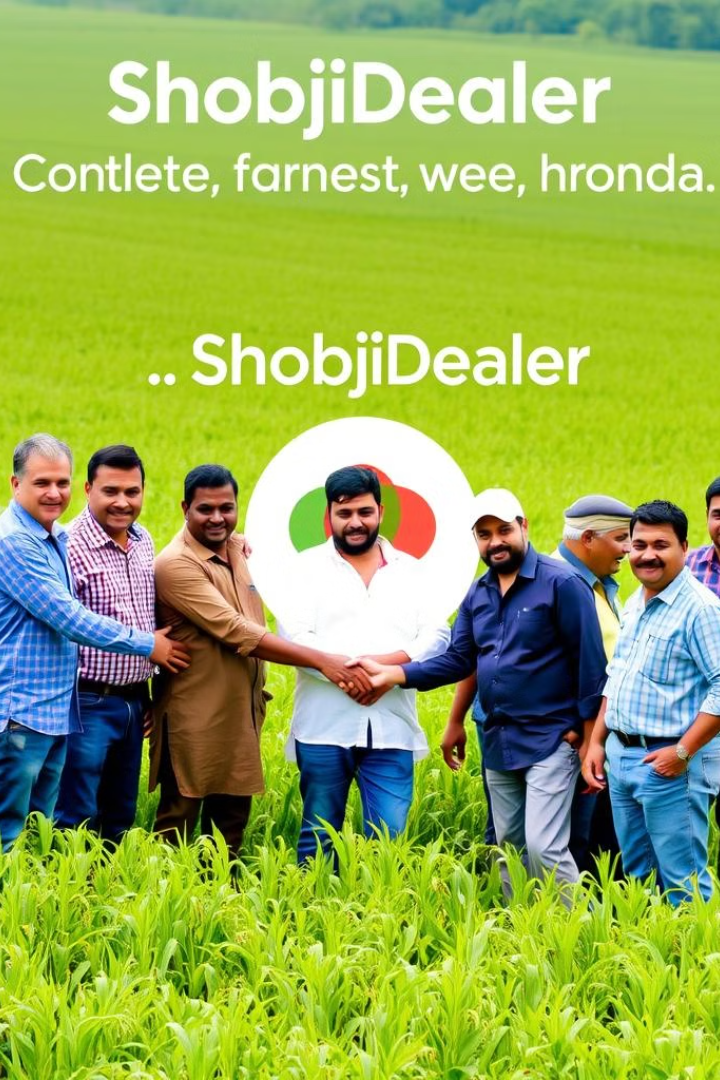 ShobjiDealer
Contlete, farnest, wee, hronda.
.. ShobjiDealer